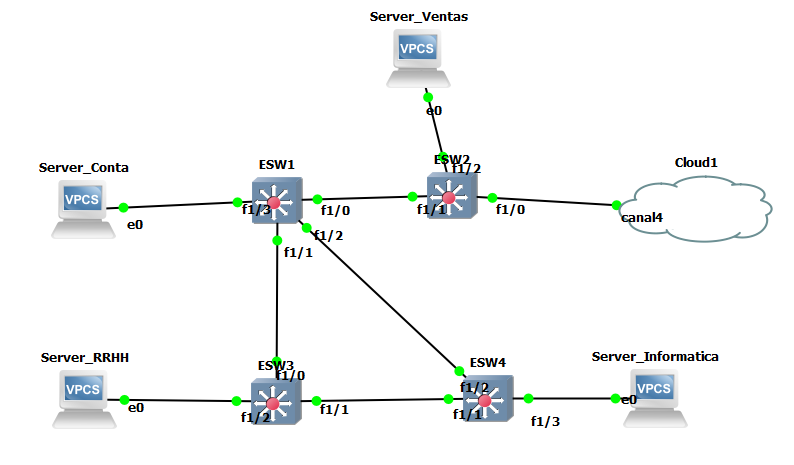 Server_Ventas
VPCS
e0
ESW2
f1/2
f1/1
f1/0
Cloud1
canal4
Server_Conta
VPCS
e0
ESW1
f1/3
f1/0
f1/2
f1/1
Server_RRHH
VPCS
e0
ESW3
f1/0
f1/2
f1/1
ESW4
f1/2
f1/1
f1/3
Server_Informatica
VPCS
e0